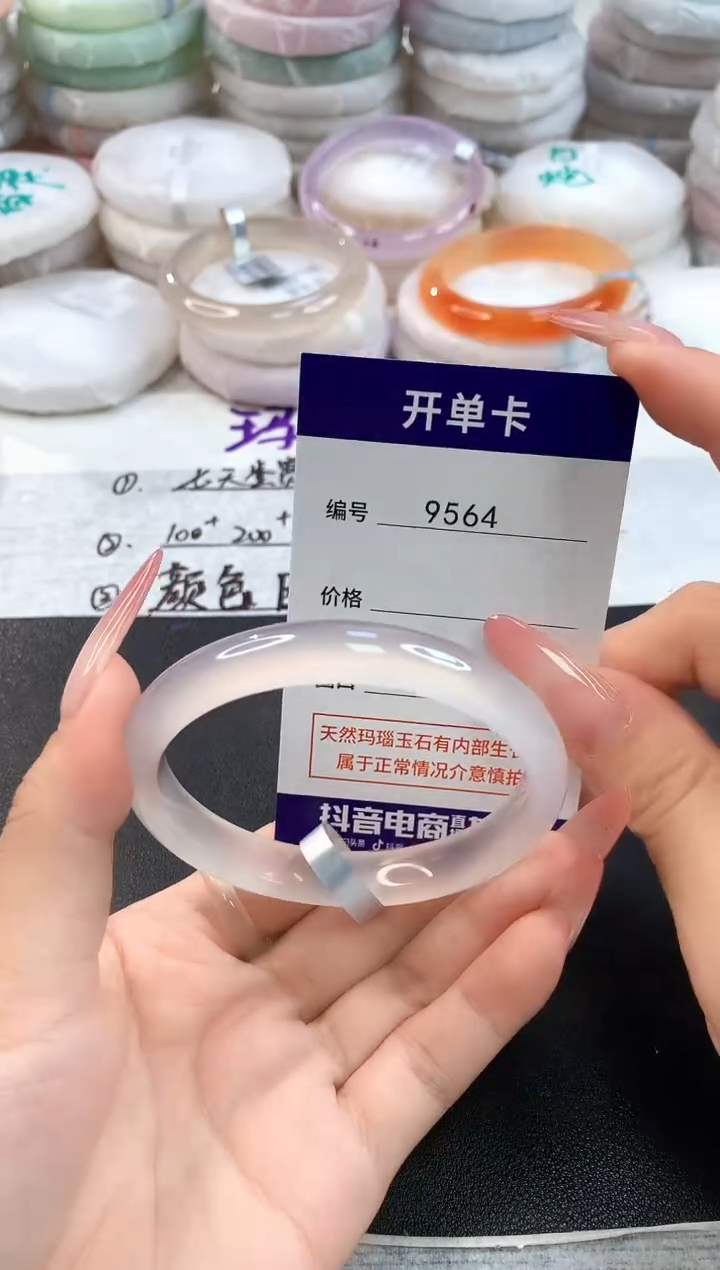 玛
①. 七天生
②. 100+ 200+
③ 颜色
开单卡
编号 9564
价格
天然玛瑙玉石有内部生
属于正常情况介意慎拍
抖音电商